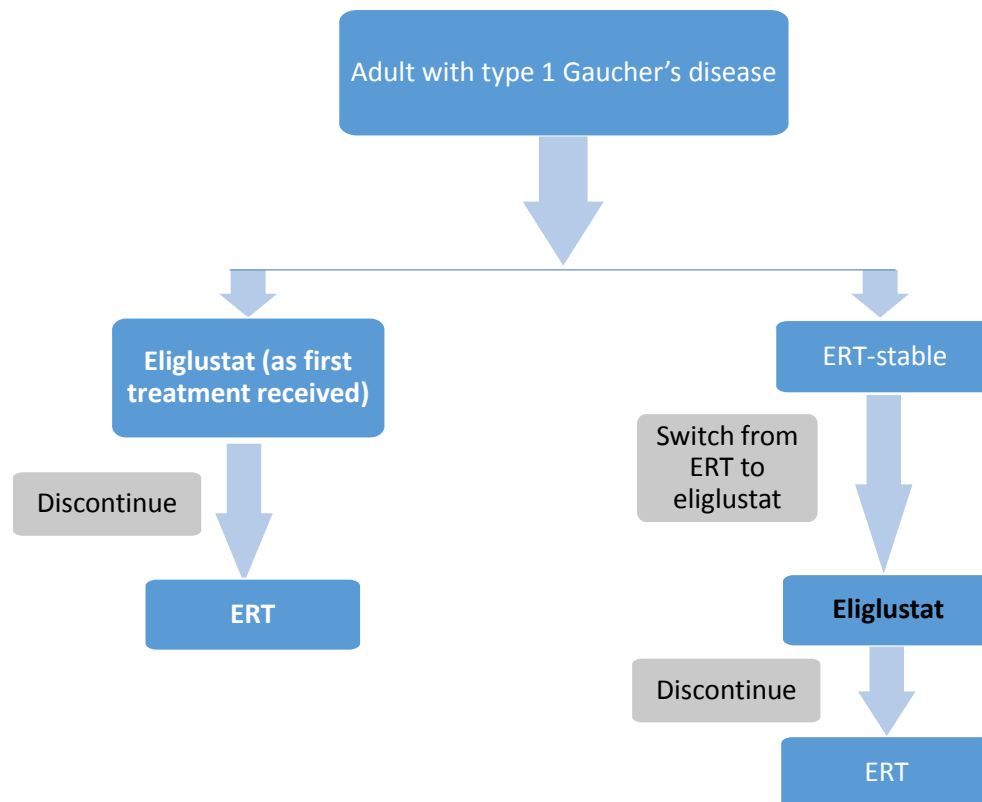 Adult with type 1 Gaucher’s disease
Eliglustat (as first
treatment received)
Discontinue
ERT
ERT-stable
Switch from
ERT to
eliglustat
Eliglustat
Discontinue
ERT